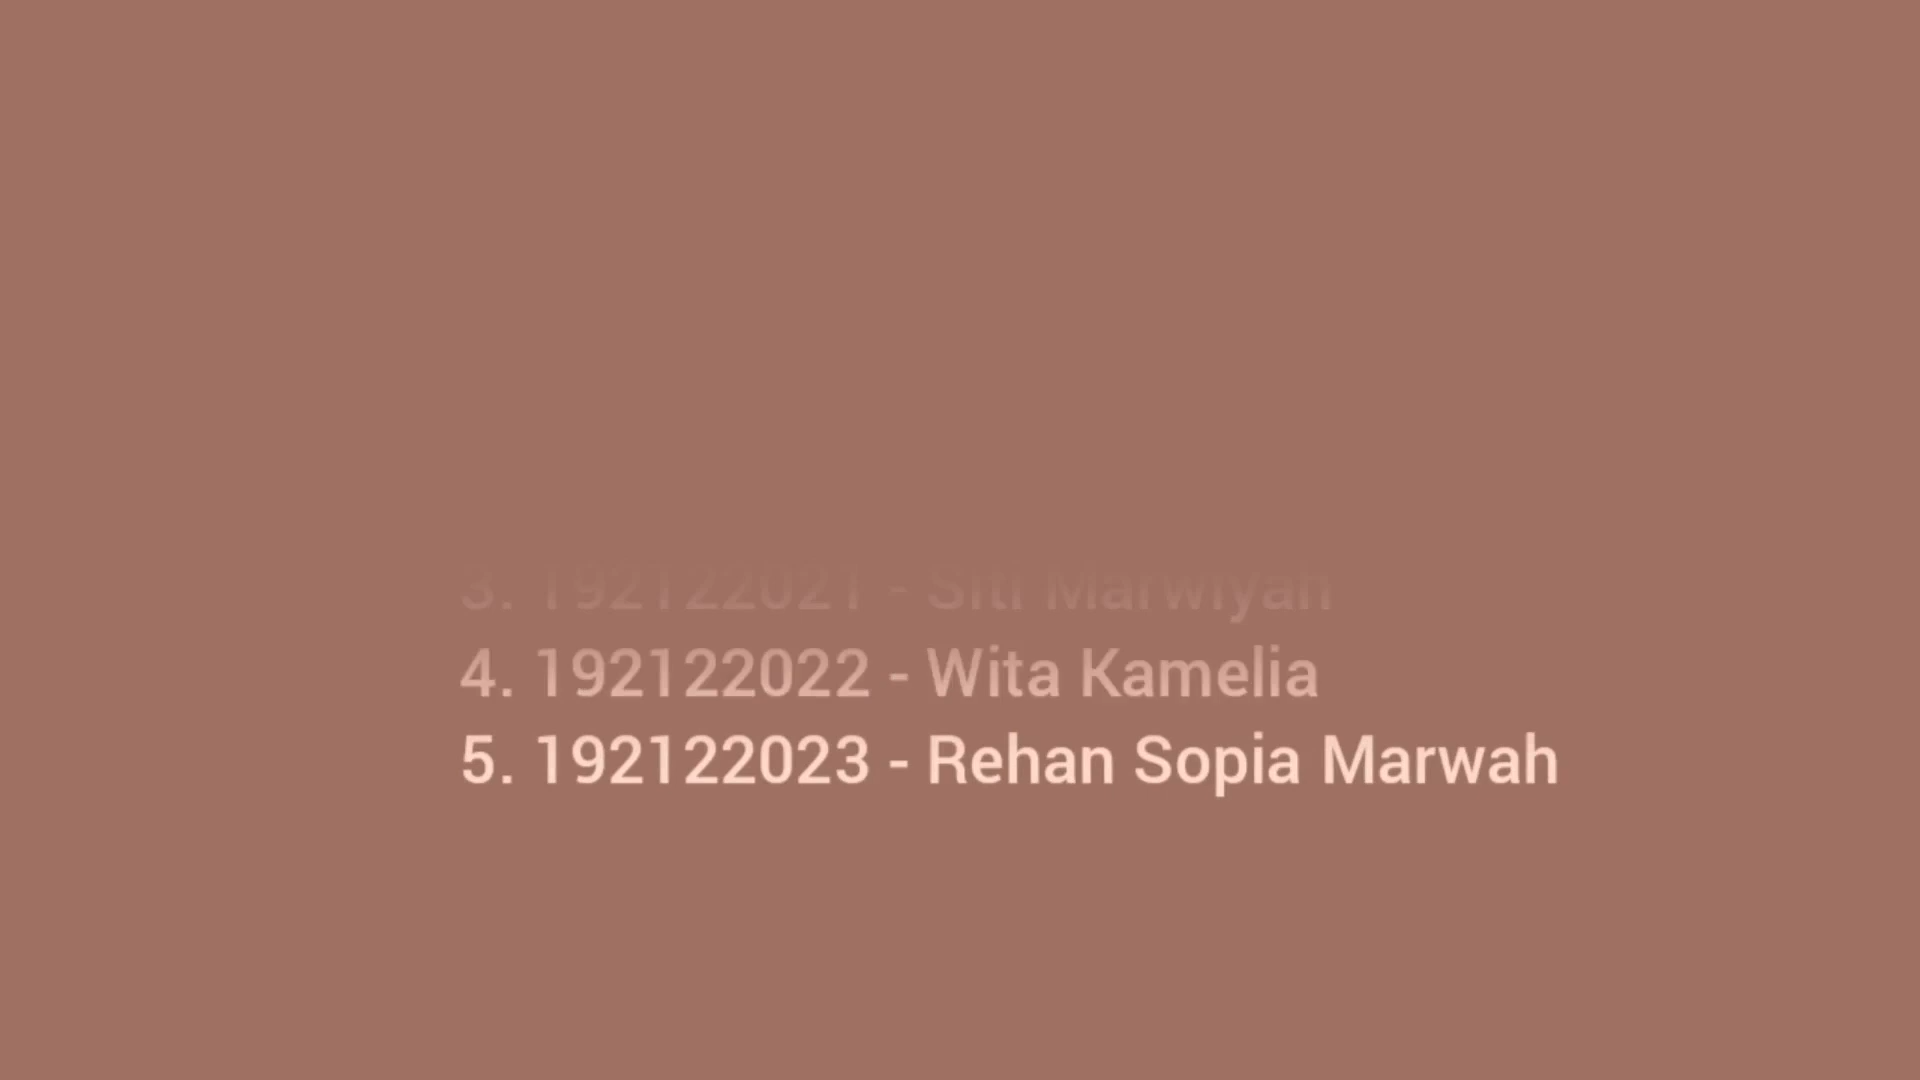 3. 192122021 - Siti Marwiyah
4. 192122022 - Wita Kamelia
5. 192122023 - Rehan Sopia Marwah